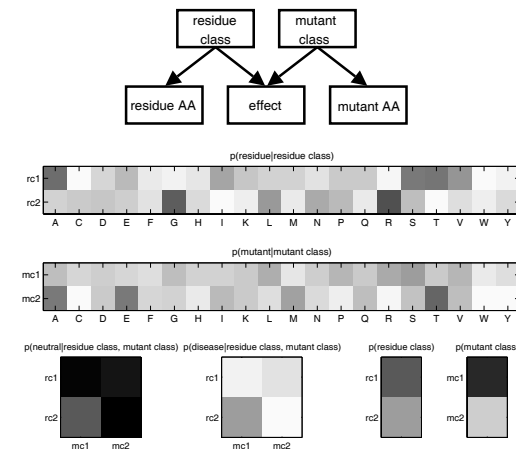 residue class
mutant class
residue AA
effect
mutant AA
p(residue|residue class)
rc1
rc2
A C D E F G H I K L M N P Q R S T V W Y
p(mutant|mutant class)
mc1
mc2
A C D E F G H I K L M N P Q R S T V W Y
p(neutral|residue class, mutant class)
p(disease|residue class, mutant class)
p(residue class)
p(mutant class)
rc1
rc1
rc1
mc1
rc2
rc2
rc2
mc2
mc1 mc2
mc1 mc2